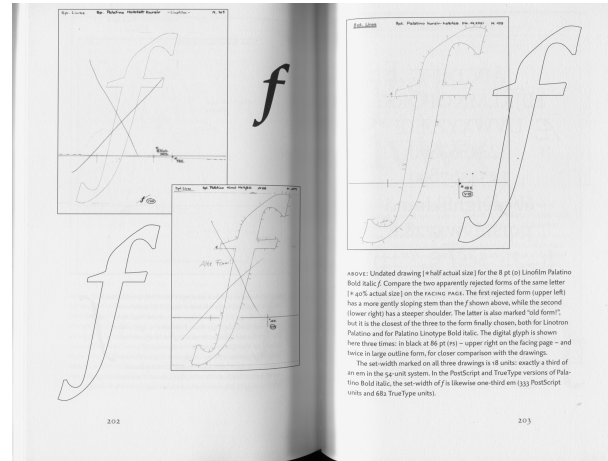 f
202
ABOVE: Undated drawing [*half actual size] for the 8 pt (D) Linofilm Palatino
Bold italic f. Compare the two apparently rejected forms of the same letter
[*40% actual size] on the FACING PAGE. The first rejected form (upper left)
has a more gently sloping stem than the f shown above, while the second
(lower right) has a steeper shoulder. The latter is also marked "old form!",
but it is the closest of the three to the form finally chosen, both for Linotron
Palatino and for Palatino Linotype Bold italic. The digital glyph is shown
here three times: in black at 86 pt (PS) – upper right on the facing page – and
twice in large outline form, for closer comparison with the drawings.
The set-width marked on all three drawings is 18 units: exactly a third of
an em in the 54-unit system. In the PostScript and TrueType versions of Pala-
tino Bold italic, the set-width of f is likewise one-third em (333 PostScript
units and 682 TrueType units).
203